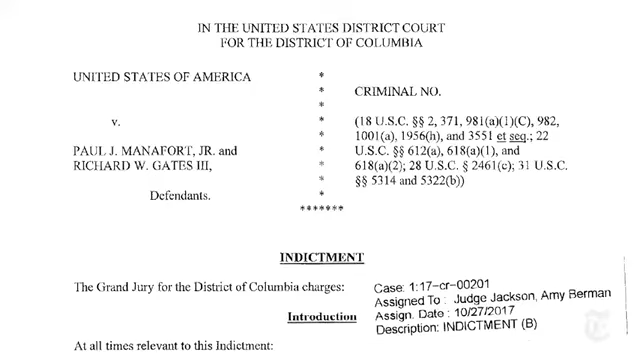 IN THE UNITED STATES DISTRICT COURT
FOR THE DISTRICT OF COLUMBIA
UNITED STATES OF AMERICA
v.
PAUL J. MANAFORT, JR. and
RICHARD W. GATES III,
Defendants.
*
*
*
*
*
*
*
*
*
*******
CRIMINAL NO.
(18 U.S.C. §§ 2, 371, 981(a)(1)(C), 982,
1001(a), 1956(h), and 3551 et seq.; 22
U.S.C. §§ 612(a), 618(a)(1), and
618(a)(2); 28 U.S.C. § 2461(c); 31 U.S.C.
§§ 5314 and 5322(b))
INDICTMENT
The Grand Jury for the District of Columbia charges:
Case: 1:17-cr-00201
Assigned To : Judge Jackson, Amy Berman
Assign. Date : 10/27/2017
Description: INDICTMENT (B)
Introduction
At all times relevant to this Indictment:
T